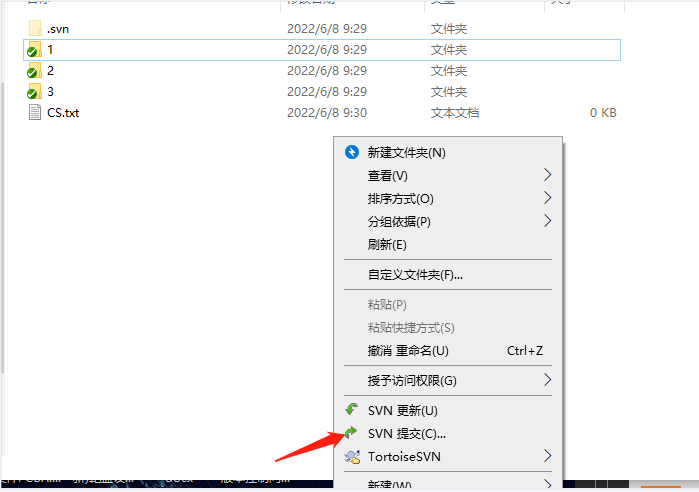 .svn 2022/6/8 9:29 文件夹
1 2022/6/8 9:29 文件夹
2 2022/6/8 9:29 文件夹
3 2022/6/8 9:29 文件夹
CS.txt 2022/6/8 9:30 文本文档 0 KB
新建文件夹(N)
查看(V)
排序方式(O)
分组依据(P)
刷新(E)
自定义文件夹(F)...
粘贴(P)
粘贴快捷方式(S)
撤消 重命名(U) Ctrl+Z
授予访问权限(G)
SVN 更新(U)
SVN 提交(C)...
TortoiseSVN
新建(W)